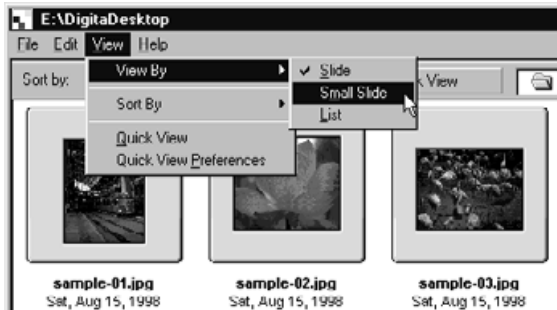 E:\DigitaDesktop
File Edit View Help
Sort by:
View By
Slide
k View
Small Slide
Sort By
List
Quick View
Quick View Preferences
sample-01.jpg sample-02.jpg sample-03.jpg
Sat, Aug 15, 1998 Sat, Aug 15, 1998 Sat, Aug 15, 1998